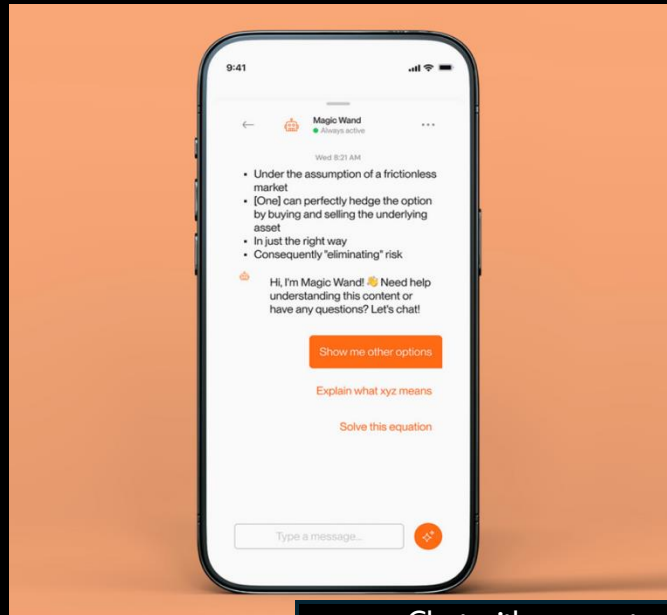 9:41
Magic Wand
Always active
Wed 8:21 AM
• Under the assumption of a frictionless
market
• [One] can perfectly hedge the option
by buying and selling the underlying
asset
• In just the right way
• Consequently "eliminating" risk
Hi, I'm Magic Wand! 👋 Need help
understanding this content or
have any questions? Let's chat!
Show me other options
Explain what xyz means
Solve this equation
Type a message...